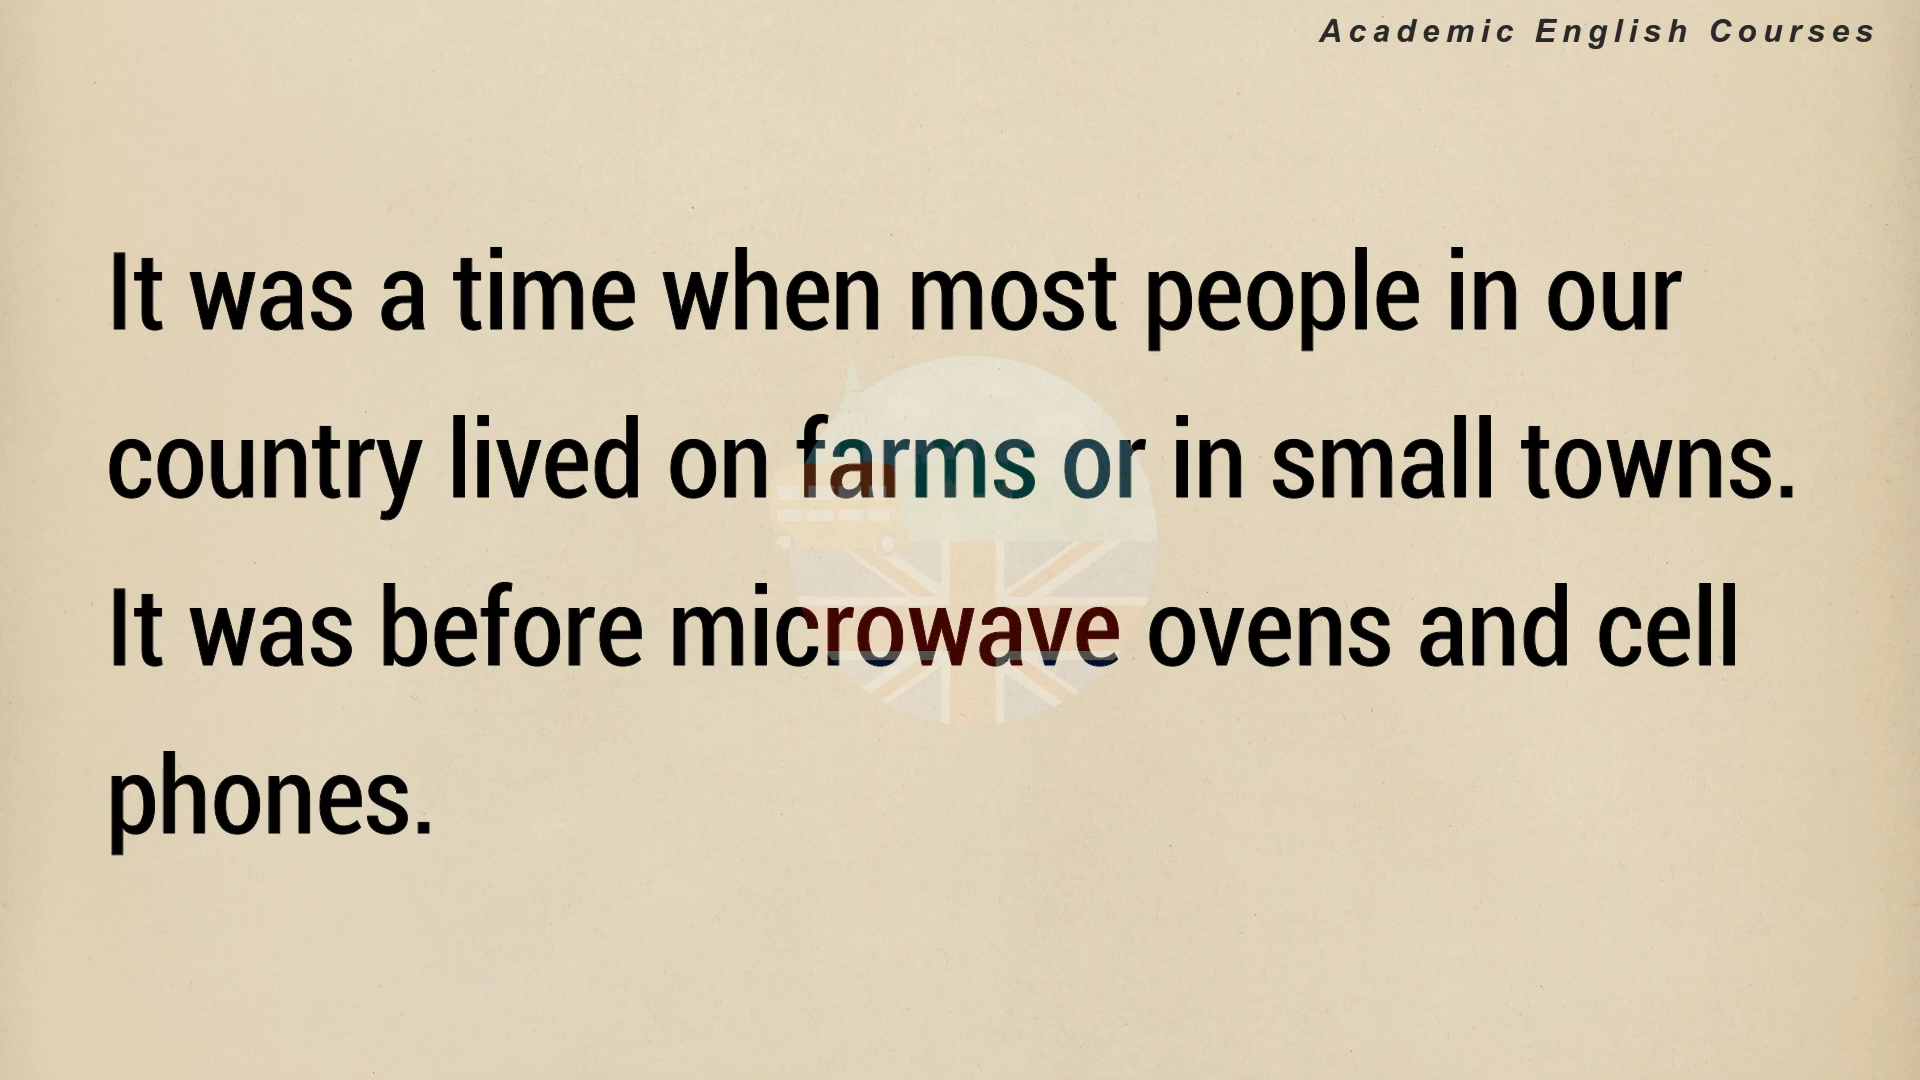 Academic English Courses
It was a time when most people in our
country lived on farms or in small towns.
It was before microwave ovens and cell
phones.